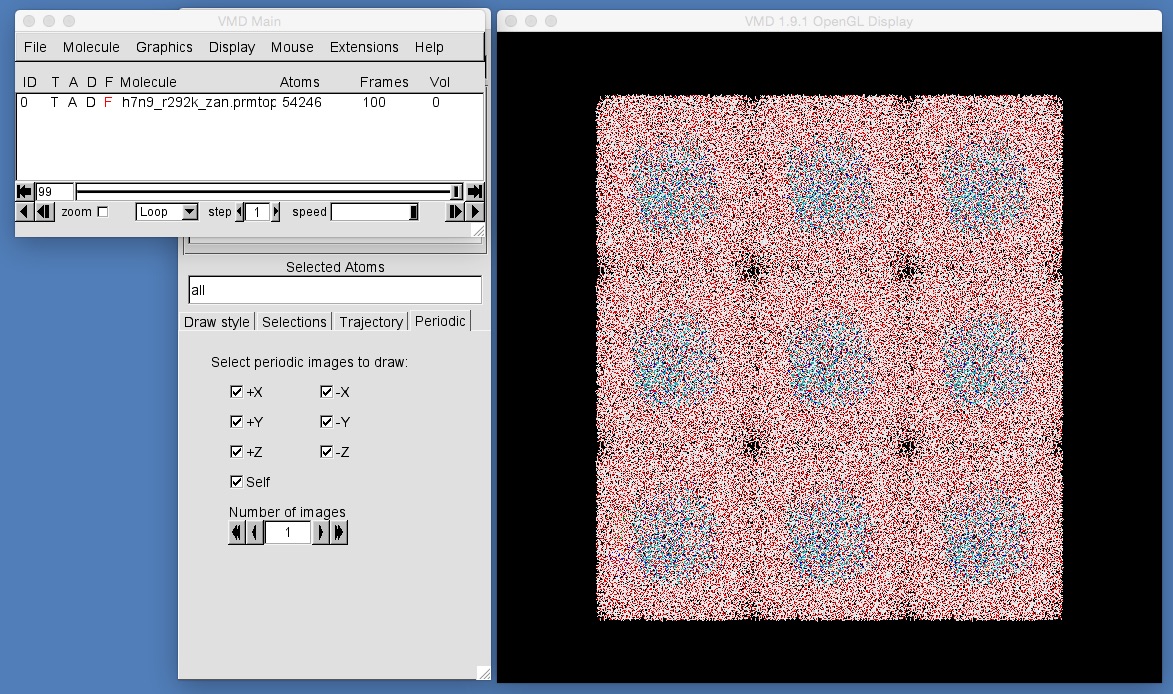 VMD Main
File Molecule Graphics Display Mouse Extensions Help
ID T A D F Molecule Atoms Frames Vol
0 T A D F h7n9_r292k_zan.prmtop 54246 100 0
99
zoom Loop step 1 speed
Selected Atoms
all
Draw style Selections Trajectory Periodic
Select periodic images to draw:
+X -X
+Y -Y
+Z -Z
Self
Number of images
1
VMD 1.9.1 OpenGL Display